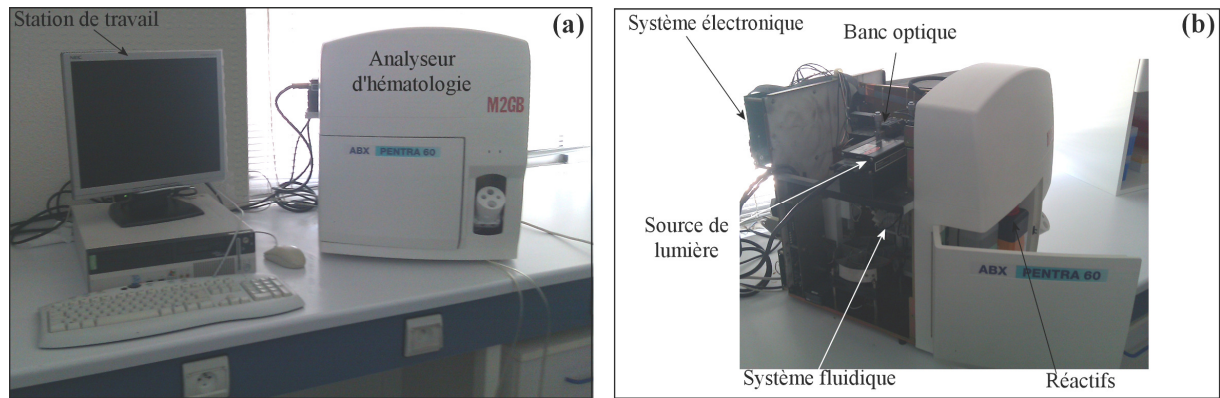 Station de travail
(a)
Analyseur
d'hématologie
M2GB
ABX PENTRA 60
Système électronique
Banc optique
(b)
Source de
lumière
ABX PENTRA 60
Système fluidique
Réactifs